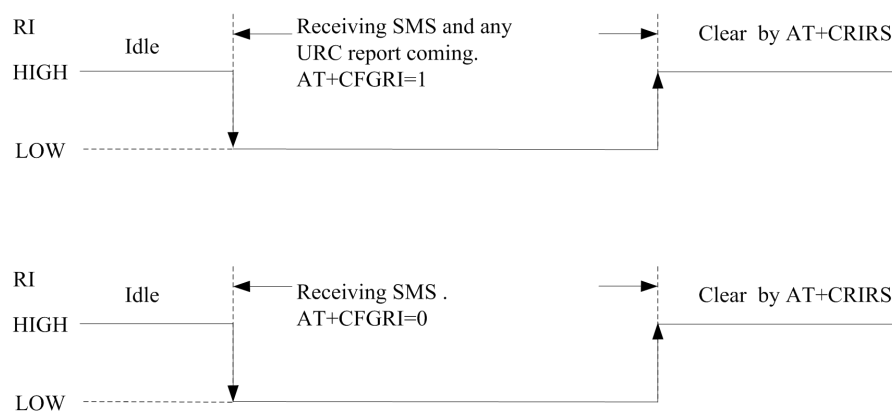 RI
Idle
Receiving SMS and any
URC report coming.
AT+CFGRI=1
Clear by AT+CRIRS
HIGH
LOW
RI
Idle
Receiving SMS .
AT+CFGRI=0
Clear by AT+CRIRS
HIGH
LOW